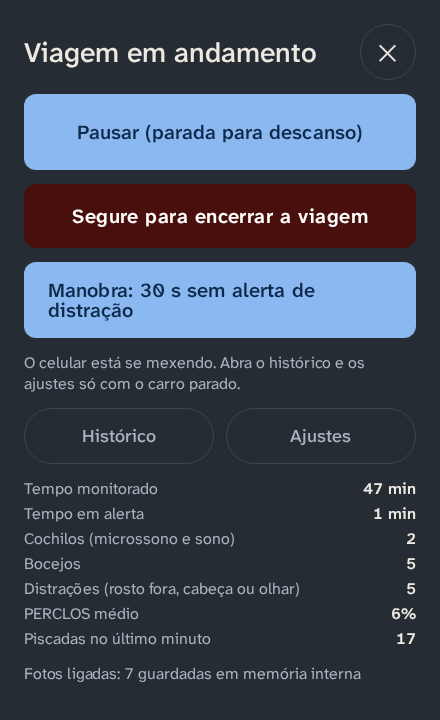 Viagem em andamento
Pausar (parada para descanso)
Segure para encerrar a viagem
Manobra: 30 s sem alerta de
distração
O celular está se mexendo. Abra o histórico e os
ajustes só com o carro parado.
Histórico
Ajustes
Tempo monitorado 47 min
Tempo em alerta 1 min
Cochilos (microssono e sono) 2
Bocejos 5
Distrações (rosto fora, cabeça ou olhar) 5
PERCLOS médio 6%
Piscadas no último minuto 17
Fotos ligadas: 7 guardadas em memória interna